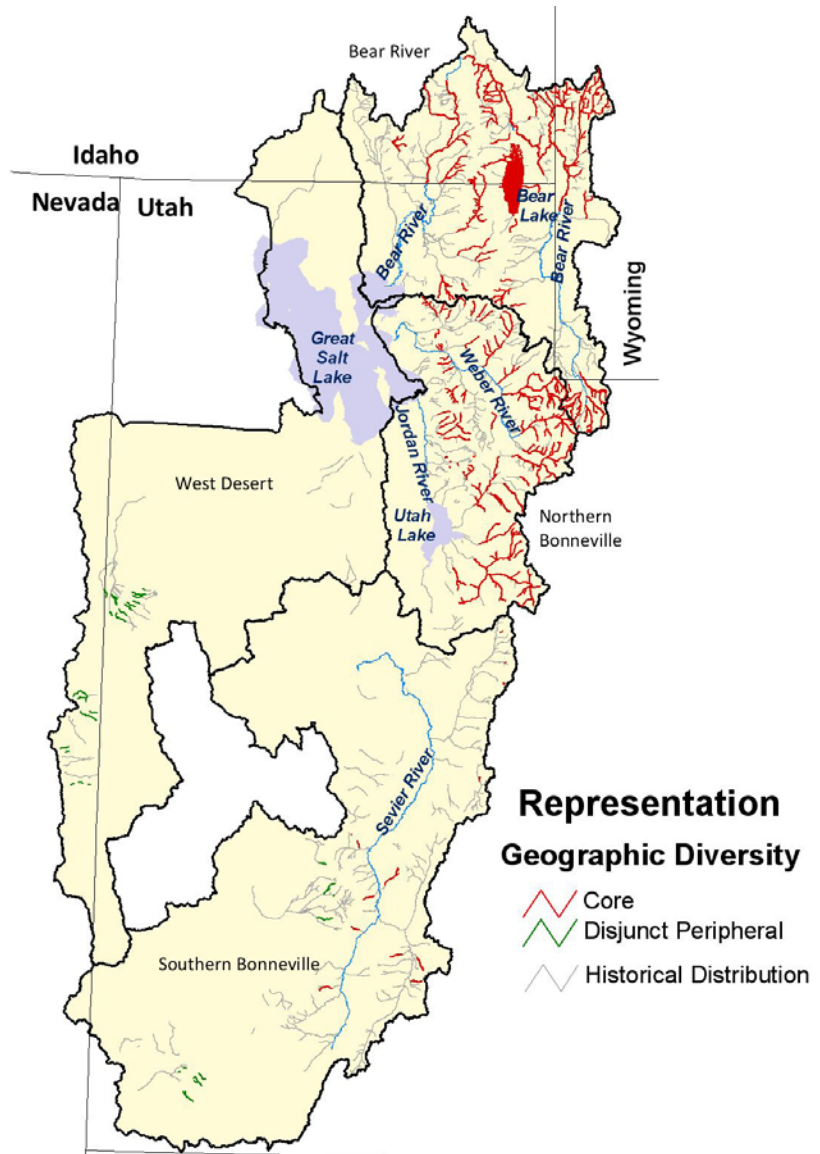 Bear River
Idaho
Nevada
Utah
Bear River
Bear
Lake
Bear River
Wyoming
Great
Salt
Lake
Weber River
Jordan River
West Desert
Utah
Lake
Northern
Bonneville
Sevier River
Representation
Geographic Diversity
Core
Disjunct Peripheral
Historical Distribution
Southern Bonneville